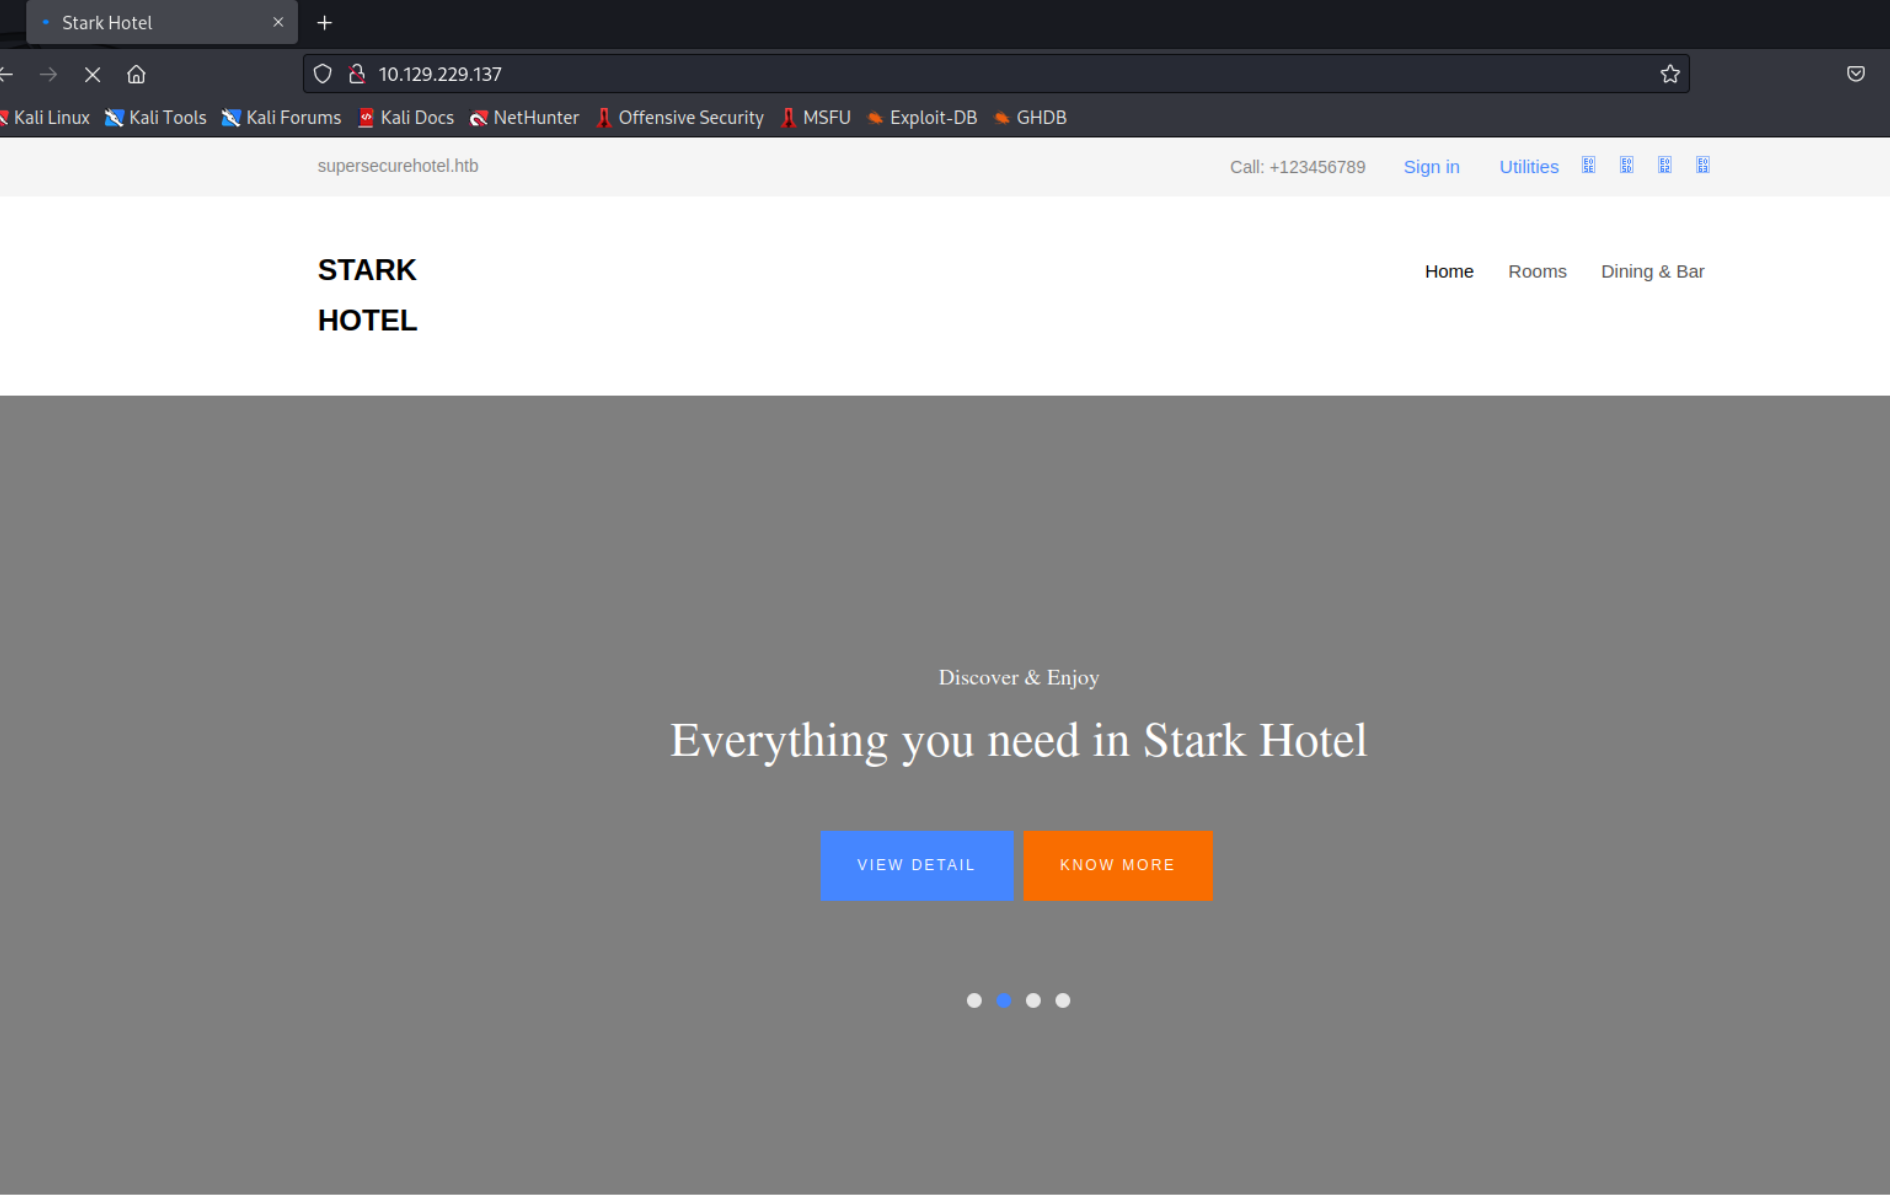 Stark Hotel
10.129.229.137
Kali Linux Kali Tools Kali Forums Kali Docs NetHunter Offensive Security MSFU Exploit-DB GHDB
supersecurehotel.htb Call: +123456789 Sign in Utilities
STARK
HOTEL
Home Rooms Dining & Bar
Discover & Enjoy
Everything you need in Stark Hotel
VIEW DETAIL KNOW MORE